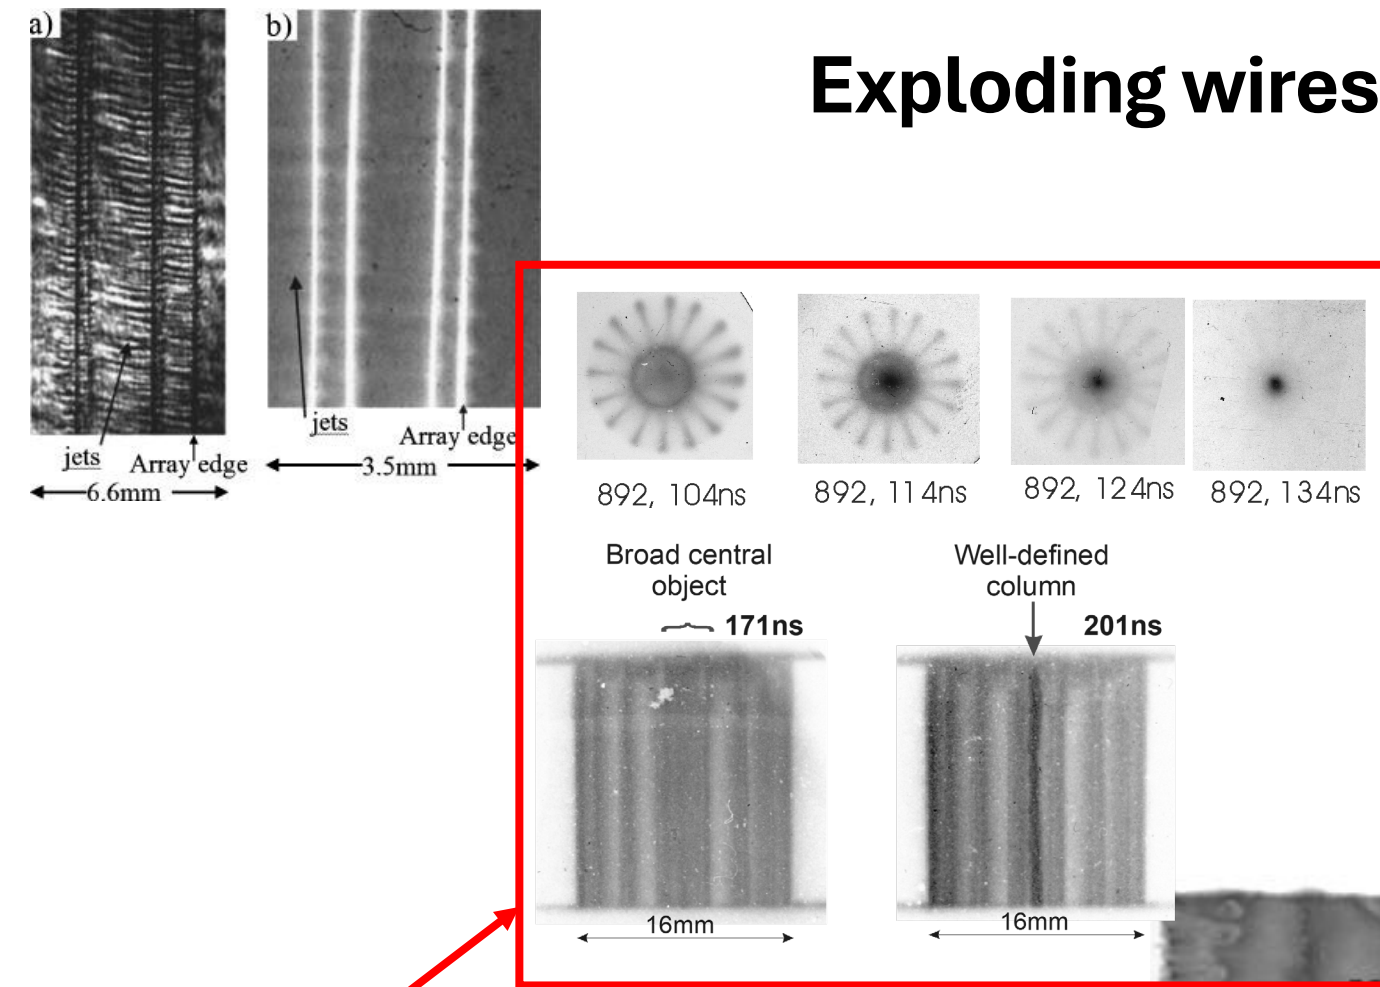 a)
b)
Exploding wires
jets
Array edge
6.6mm
jets
Array edge
3.5mm
892, 104ns
892, 114ns
892, 124ns
892, 134ns
Broad central
object
171ns
Well-defined
column
201ns
16mm
16mm